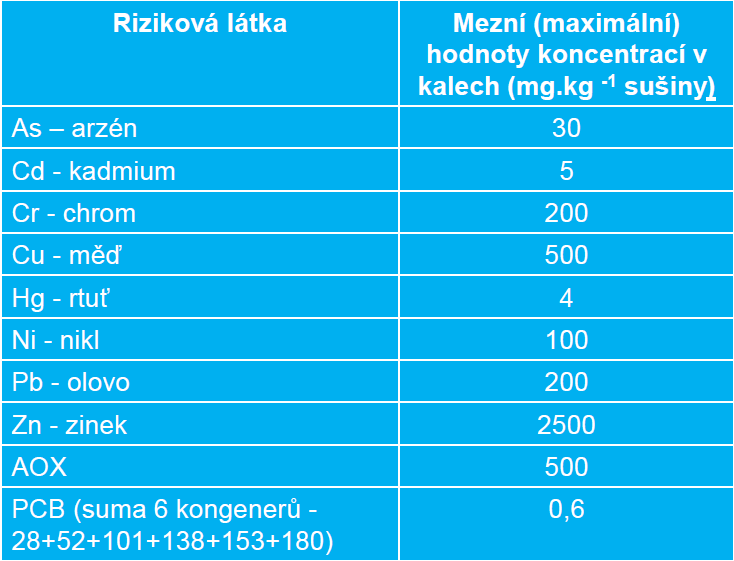 Riziková látka
Mezní (maximální)
hodnoty koncentrací v
kalech (mg.kg -1 sušiny)
As – arzén
30
Cd - kadmium
5
Cr - chrom
200
Cu - měď
500
Hg - rtuť
4
Ni - nikl
100
Pb - olovo
200
Zn - zinek
2500
AOX
500
PCB (suma 6 kongenerů -
28+52+101+138+153+180)
0,6